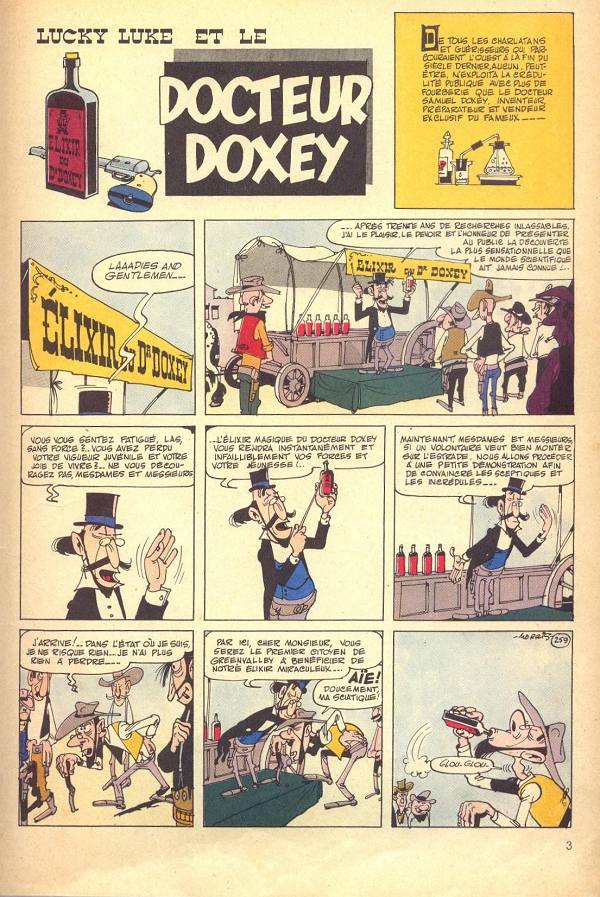 LUCKY LUKE ET LE
DOCTEUR
DOXEY
ELIXIR
DU
DR DOXEY
DE TOUS LES CHARLATANS
ET GUÉRISSEURS QUI PAR-
COURAIENT L'OUEST À LA FIN DU
SIÈCLE DERNIER, AUCUN, PEUT-
ÊTRE, N'EXPLOITA LA CRÉDU-
LITÉ PUBLIQUE AVEC PLUS DE
FOURBERIE QUE LE DOCTEUR
SAMUEL DOXEY, INVENTEUR,
PRÉPARATEUR ET VENDEUR
EXCLUSIF DU FAMEUX ----
LAAADIES AND
GENTLEMEN....
ÉLIXIR DU DR DOXEY
.... APRÈS TRENTE ANS DE RECHERCHES INLASSABLES,
J'AI LE PLAISIR, LE DEVOIR ET L'HONNEUR DE PRÉSENTER
AU PUBLIC LA DÉCOUVERTE
LA PLUS SENSATIONNELLE QUE
LE MONDE SCIENTIFIQUE
AIT JAMAIS CONNUE !...
ÉLIXIR DU DR DOXEY
VOUS VOUS SENTEZ FATIGUÉ, LAS,
SANS FORCE ?... VOUS AVEZ PERDU
VOTRE VIGUEUR JUVÉNILE ET VOTRE
JOIE DE VIVRE ?... NE VOUS DÉCOU-
RAGEZ PAS, MESDAMES ET MESSIEURS
...L'ÉLIXIR MAGIQUE DU DOCTEUR DOXEY
VOUS RENDRA INSTANTANÉMENT ET
INFAILLIBLEMENT VOS FORCES ET
VOTRE JEUNESSE !...
MAINTENANT, MESDAMES ET MESSIEURS,
SI UN VOLONTAIRE VEUT BIEN MONTER
SUR L'ESTRADE, NOUS ALLONS PROCÉDER
À UNE PETITE DÉMONSTRATION AFIN
DE CONVAINCRE LES SCEPTIQUES ET
LES INCRÉDULES....
J'ARRIVE !... DANS L'ÉTAT OÙ JE SUIS,
JE NE RISQUE RIEN... JE N'AI PLUS
RIEN À PERDRE....
PAR ICI, CHER MONSIEUR, VOUS
SEREZ LE PREMIER CITOYEN DE
GREENVALLEY À BÉNÉFICIER DE
NOTRE ÉLIXIR MIRACULEUX....
AÏE!
DOUCEMENT,
MA SCIATIQUE!
MORRIS 259
GLOU.. GLOU..
3